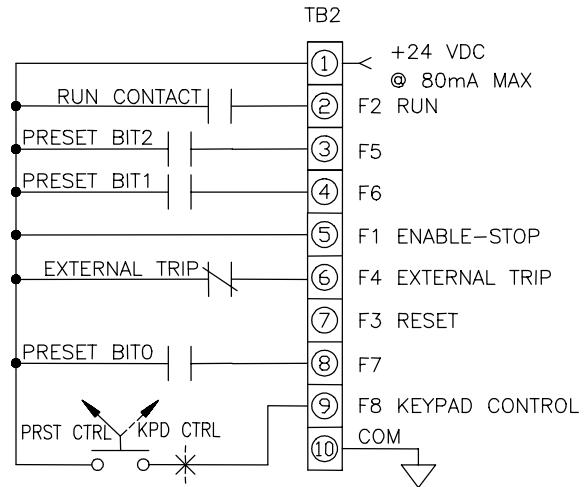 TB2
1 +24 VDC
@ 80mA MAX
RUN CONTACT 2 F2 RUN
PRESET BIT2 3 F5
PRESET BIT1 4 F6
5 F1 ENABLE-STOP
EXTERNAL TRIP 6 F4 EXTERNAL TRIP
7 F3 RESET
PRESET BIT0 8 F7
9 F8 KEYPAD CONTROL
PRST CTRL KPD CTRL
10 COM